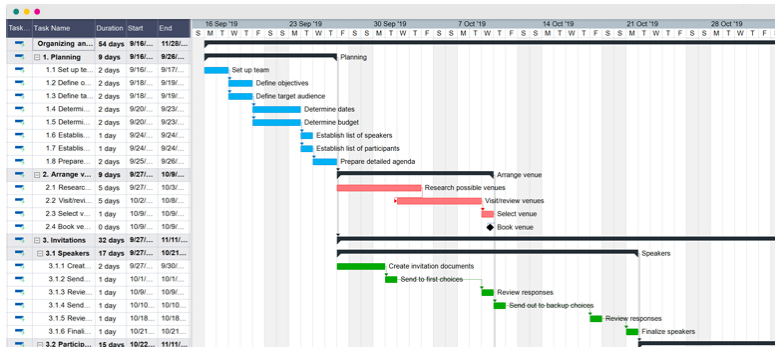 16 Sep '19 23 Sep '19 30 Sep '19 7 Oct '19 14 Oct '19 21 Oct '19 28 Oct '19
Task... Task Name Duration Start End S M T W T F S S M T W T F S S M T W T F S S M T W T F S S M T W T F S S M T W T F S S M T W T F
Organizing an... 54 days 9/16/... 11/28/...
1. Planning 9 days 9/16/... 9/26/... Planning
1.1 Set up te... 2 days 9/16/... 9/17/... Set up team
1.2 Define o... 2 days 9/18/... 9/19/... Define objectives
1.3 Define ta... 2 days 9/18/... 9/19/... Define target audience
1.4 Determi... 2 days 9/20/... 9/23/... Determine dates
1.5 Determi... 2 days 9/20/... 9/23/... Determine budget
1.6 Establis... 1 day 9/24/... 9/24/... Establish list of speakers
1.7 Establis... 1 day 9/24/... 9/24/... Establish list of participants
1.8 Prepare... 2 days 9/25/... 9/26/... Prepare detailed agenda
2. Arrange v... 9 days 9/27/... 10/9/... Arrange venue
2.1 Researc... 5 days 9/27/... 10/3/... Research possible venues
2.2 Visit/revi... 5 days 10/2/... 10/8/... Visit/review venues
2.3 Select v... 1 day 10/9/... 10/9/... Select venue
2.4 Book ve... 0 days 10/9/... 10/9/... Book venue
3. Invitations 32 days 9/27/... 11/11/...
3.1 Speakers 17 days 9/27/... 10/21... Speakers
3.1.1 Creat... 2 days 9/27/... 9/30/... Create invitation documents
3.1.2 Send... 1 day 10/1/... 10/1/... Send to first choices
3.1.3 Revie... 1 day 10/9/... 10/9/... Review responses
3.1.4 Send... 1 day 10/10... 10/10... Send out to backup choices
3.1.5 Revie... 1 day 10/18... 10/18... Review responses
3.1.6 Finali... 1 day 10/21... 10/21... Finalize speakers
3.2 Particip... 15 days 10/22... 11/11/...